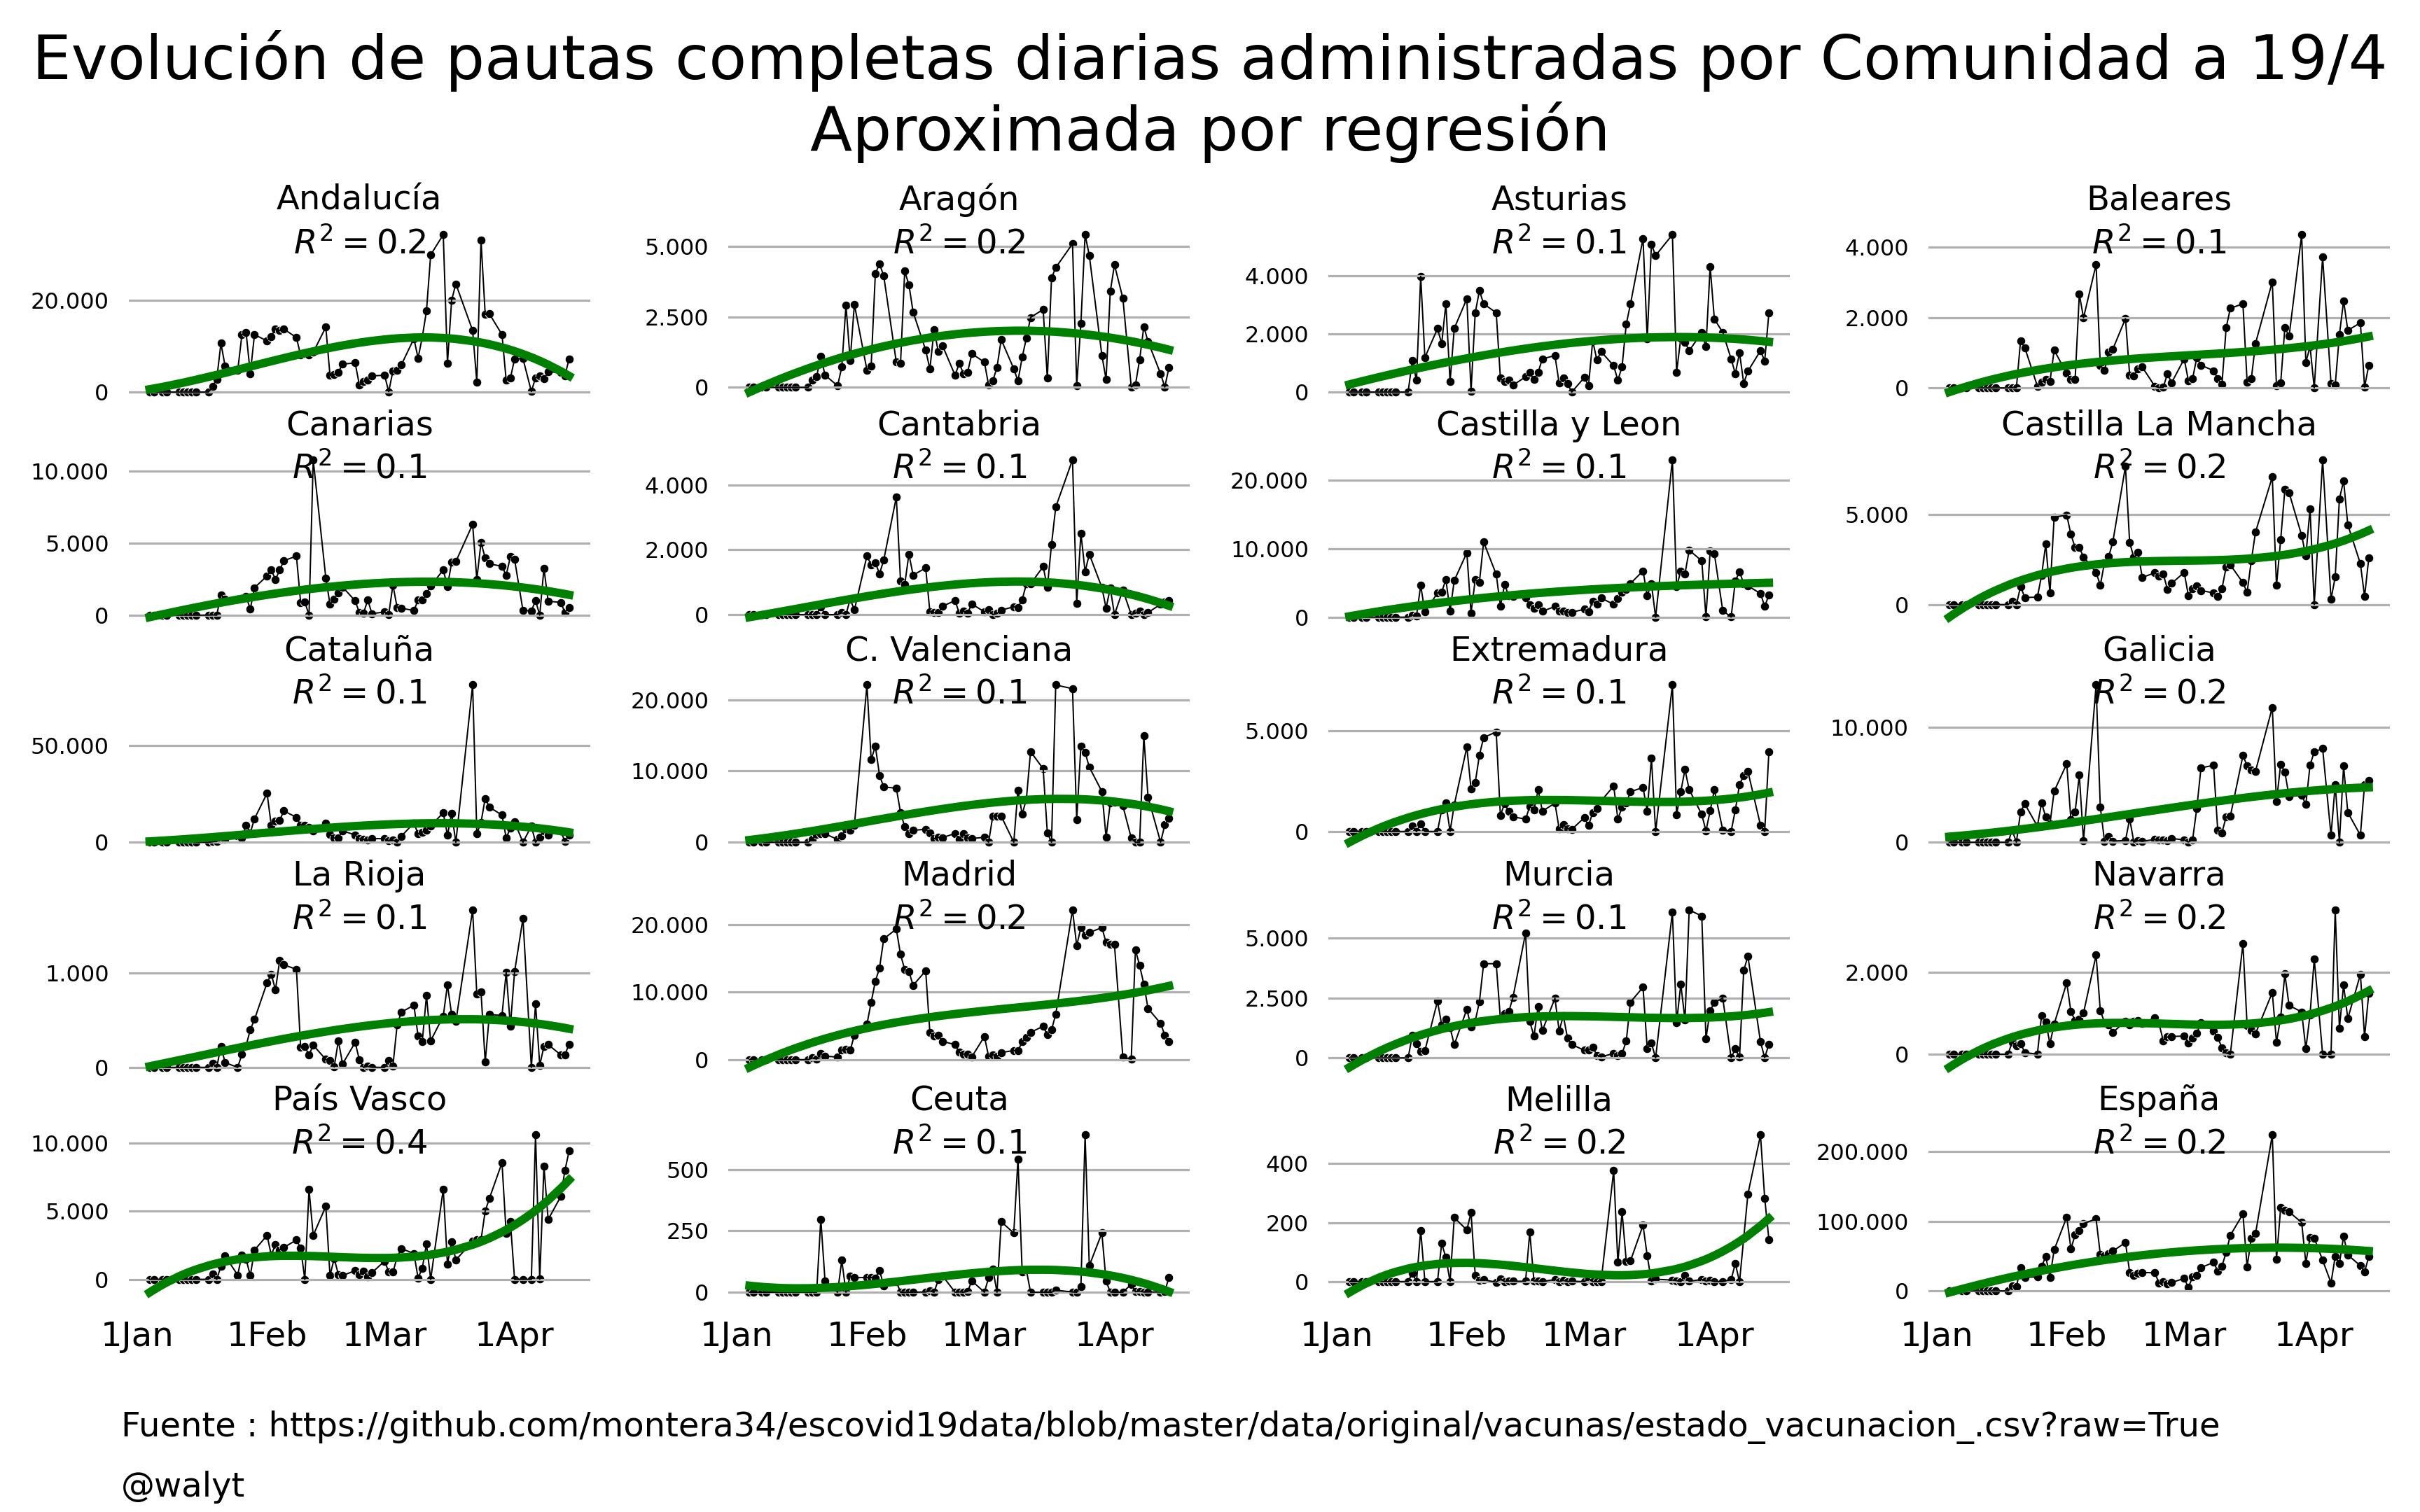 Evolución de pautas completas diarias administradas por Comunidad a 19/4
Aproximada por regresión
Andalucía
R² = 0.2
20.000
0
Aragón
R² = 0.2
5.000
2.500
0
Asturias
R² = 0.1
4.000
2.000
0
Baleares
R² = 0.1
4.000
2.000
0
Canarias
R² = 0.1
10.000
5.000
0
Cantabria
R² = 0.1
4.000
2.000
0
Castilla y Leon
R² = 0.1
20.000
10.000
0
Castilla La Mancha
R² = 0.2
5.000
0
Cataluña
R² = 0.1
50.000
0
C. Valenciana
R² = 0.1
20.000
10.000
0
Extremadura
R² = 0.1
5.000
0
Galicia
R² = 0.2
10.000
0
La Rioja
R² = 0.1
1.000
0
Madrid
R² = 0.2
20.000
10.000
0
Murcia
R² = 0.1
5.000
2.500
0
Navarra
R² = 0.2
2.000
0
País Vasco
R² = 0.4
10.000
5.000
0
1Jan 1Feb 1Mar 1Apr
Ceuta
R² = 0.1
500
250
0
1Jan 1Feb 1Mar 1Apr
Melilla
R² = 0.2
400
200
0
1Jan 1Feb 1Mar 1Apr
España
R² = 0.2
200.000
100.000
0
1Jan 1Feb 1Mar 1Apr
Fuente : https://github.com/montera34/escovid19data/blob/master/data/original/vacunas/estado_vacunacion_.csv?raw=True
@walyt